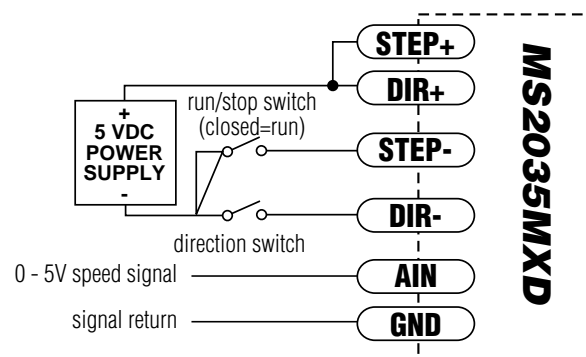 STEP+
DIR+
run/stop switch
(closed=run)
+
5 VDC
POWER
SUPPLY
-
STEP-
DIR-
direction switch
0 - 5V speed signal
AIN
signal return
GND
MS2035MXD